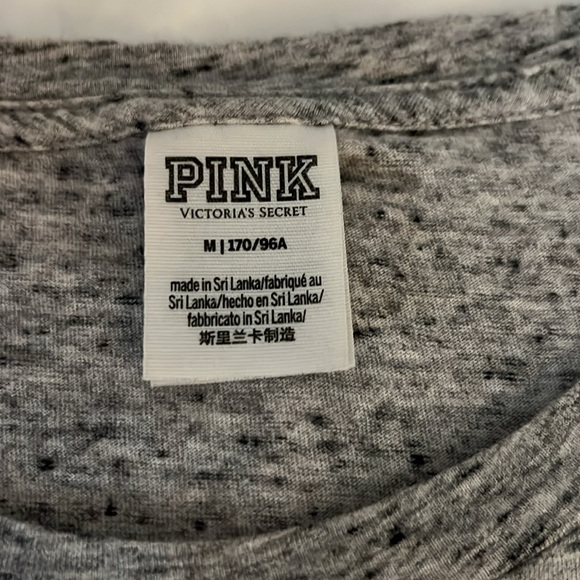 PINK
VICTORIA'S SECRET
M | 170/96A
made in Sri Lanka/fabriqué au
Sri Lanka/hecho en Sri Lanka/
fabbricato in Sri Lanka/
斯里兰卡制造